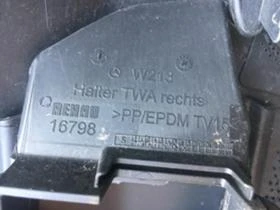 W213
Halter TWA rechts
REHAU >PP/EPDM TV15
16798